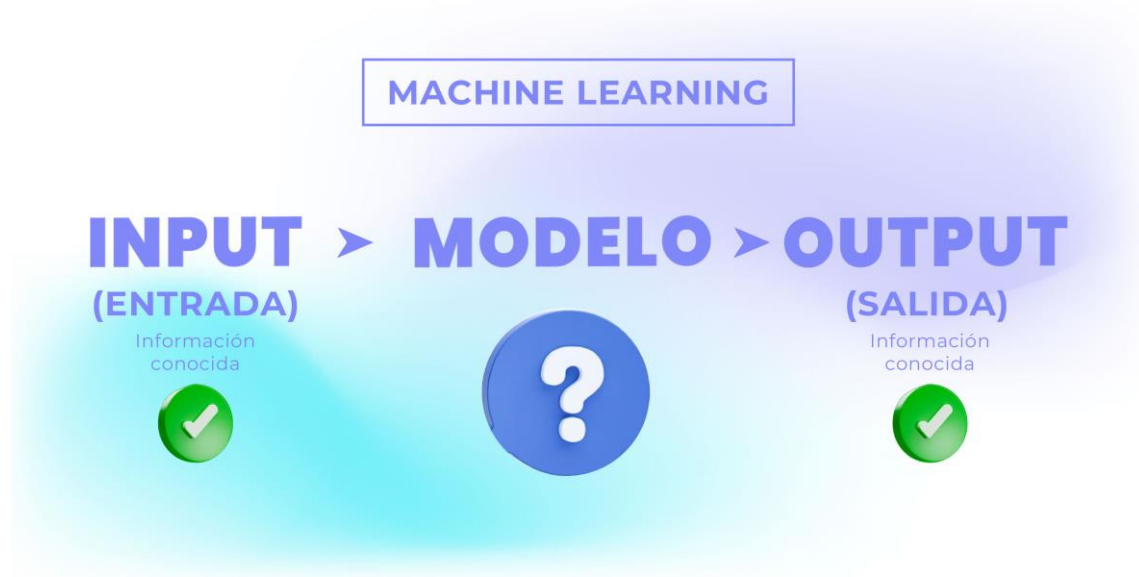 MACHINE LEARNING
INPUT ➤ MODELO ➤ OUTPUT
(ENTRADA) (SALIDA)
Información Información
conocida conocida
?